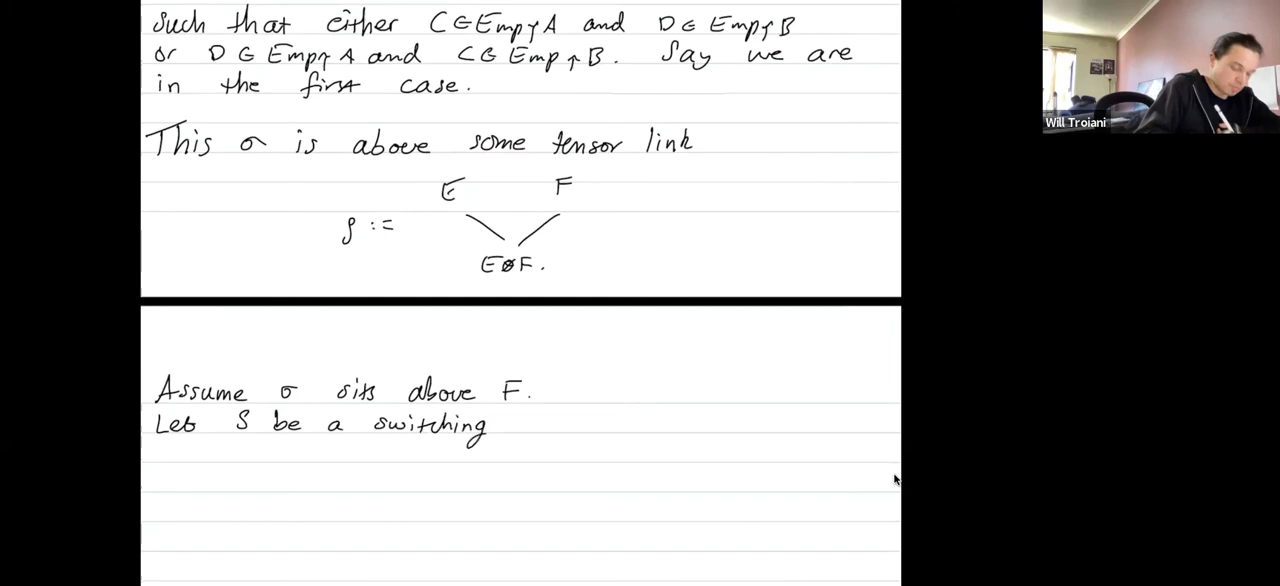 such that either C ∈ Emp↑A and D ∈ Emp↑B
or D ∈ Emp↑A and C ∈ Emp↑B. Say we are
in the first case.
This σ is above some tensor link
E F
ρ :=
E⊗F.
Assume σ sits above F.
Let S be a switching
Will Troiani